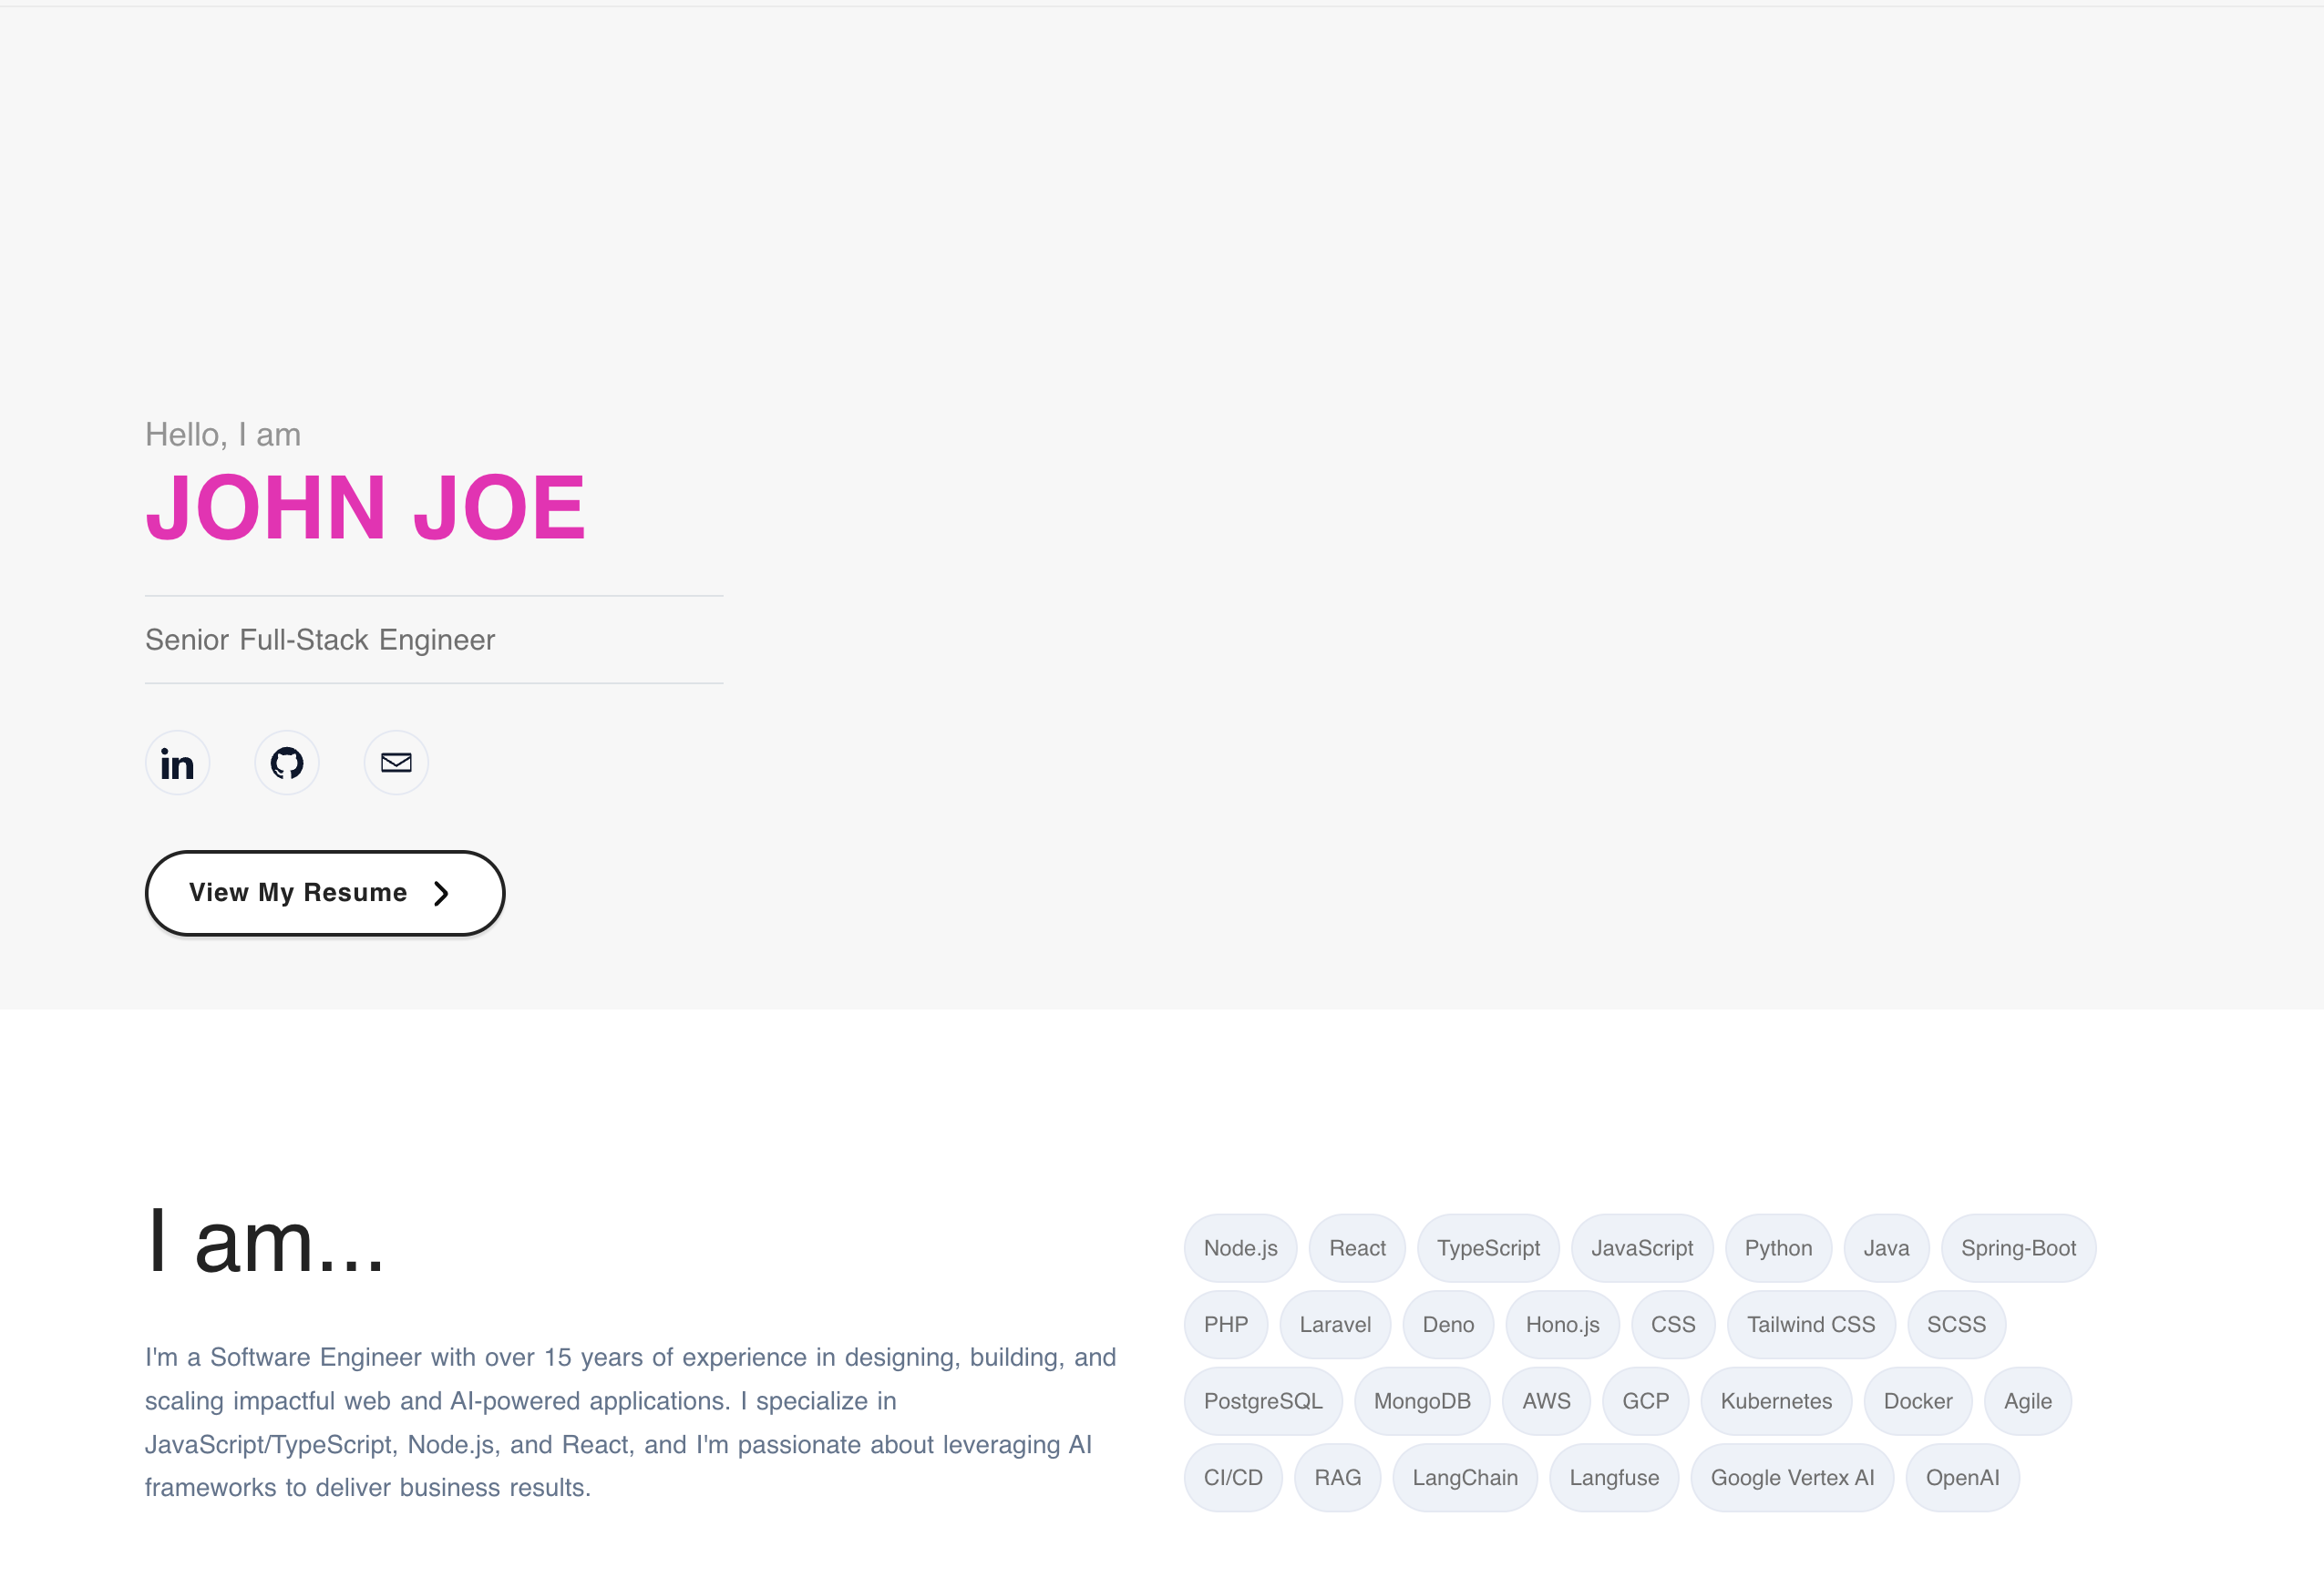 Hello, I am
JOHN JOE
Senior Full-Stack Engineer
in
View My Resume
I am...
I'm a Software Engineer with over 15 years of experience in designing, building, and
scaling impactful web and AI-powered applications. I specialize in
JavaScript/TypeScript, Node.js, and React, and I'm passionate about leveraging AI
frameworks to deliver business results.
Node.js React TypeScript JavaScript Python Java Spring-Boot
PHP Laravel Deno Hono.js CSS Tailwind CSS SCSS
PostgreSQL MongoDB AWS GCP Kubernetes Docker Agile
CI/CD RAG LangChain Langfuse Google Vertex AI OpenAI